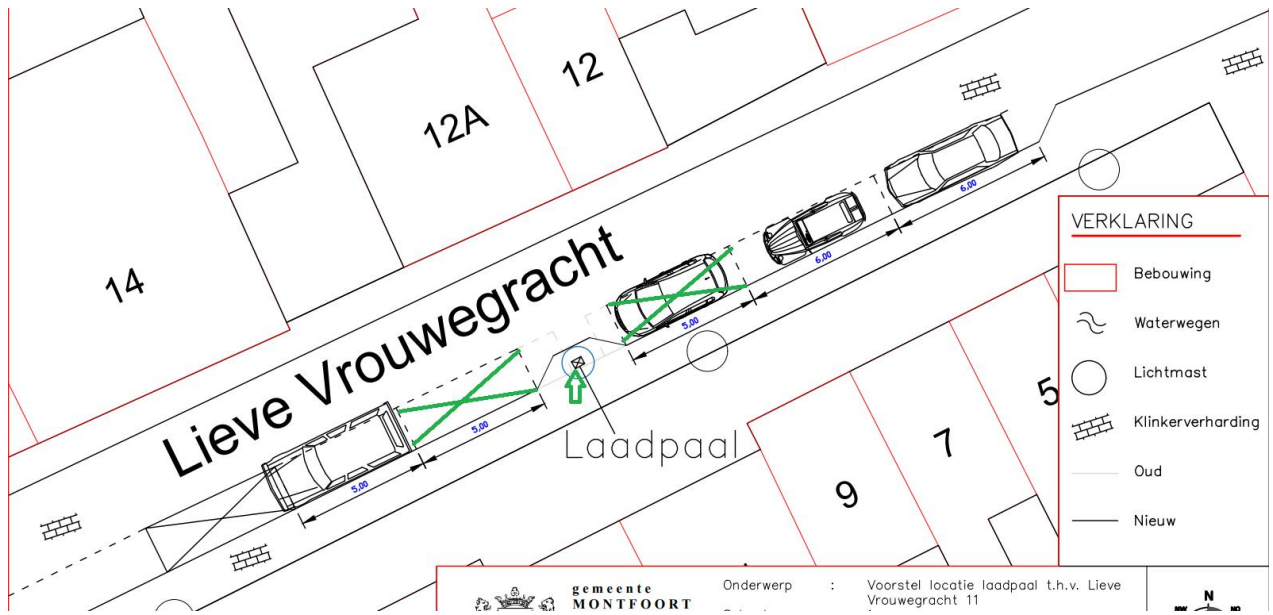 12
12A
14
Lieve Vrouwegracht
6,00
6,00
5,00
5,00
5,00
Laadpaal
5
7
9
VERKLARING
Bebouwing
Waterwegen
Lichtmast
Klinkerverharding
Oud
Nieuw
gemeente
MONTFOORT
Onderwerp : Voorstel locatie laadpaal t.h.v. Lieve
Vrouwegracht 11
N